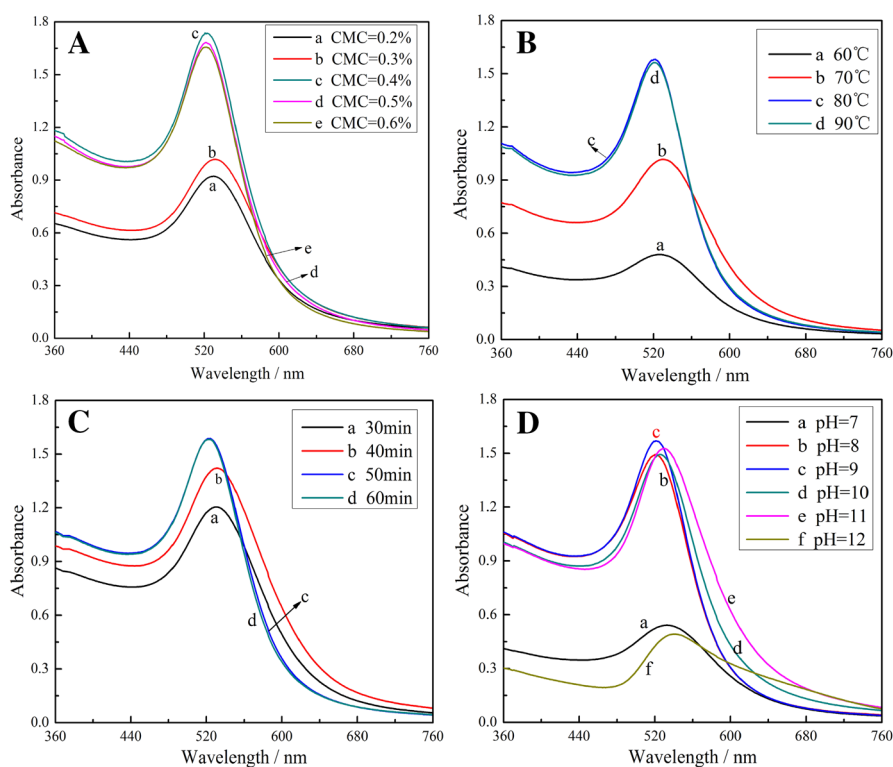 A
a CMC=0.2%
b CMC=0.3%
c CMC=0.4%
d CMC=0.5%
e CMC=0.6%
c
b
a
e
d
Absorbance
1.8
1.5
1.2
0.9
0.6
0.3
0.0
360 440 520 600 680 760
Wavelength / nm
B
a 60℃
b 70℃
c 80℃
d 90℃
d
c
b
a
Absorbance
1.8
1.5
1.2
0.9
0.6
0.3
0.0
360 440 520 600 680 760
Wavelength / nm
C
a 30min
b 40min
c 50min
d 60min
b
a
c
d
Absorbance
1.8
1.5
1.2
0.9
0.6
0.3
0.0
360 440 520 600 680 760
Wavelength / nm
D
a pH=7
b pH=8
c pH=9
d pH=10
e pH=11
f pH=12
c
b
e
a
d
f
Absorbance
1.8
1.5
1.2
0.9
0.6
0.3
0.0
360 440 520 600 680 760
Wavelength / nm